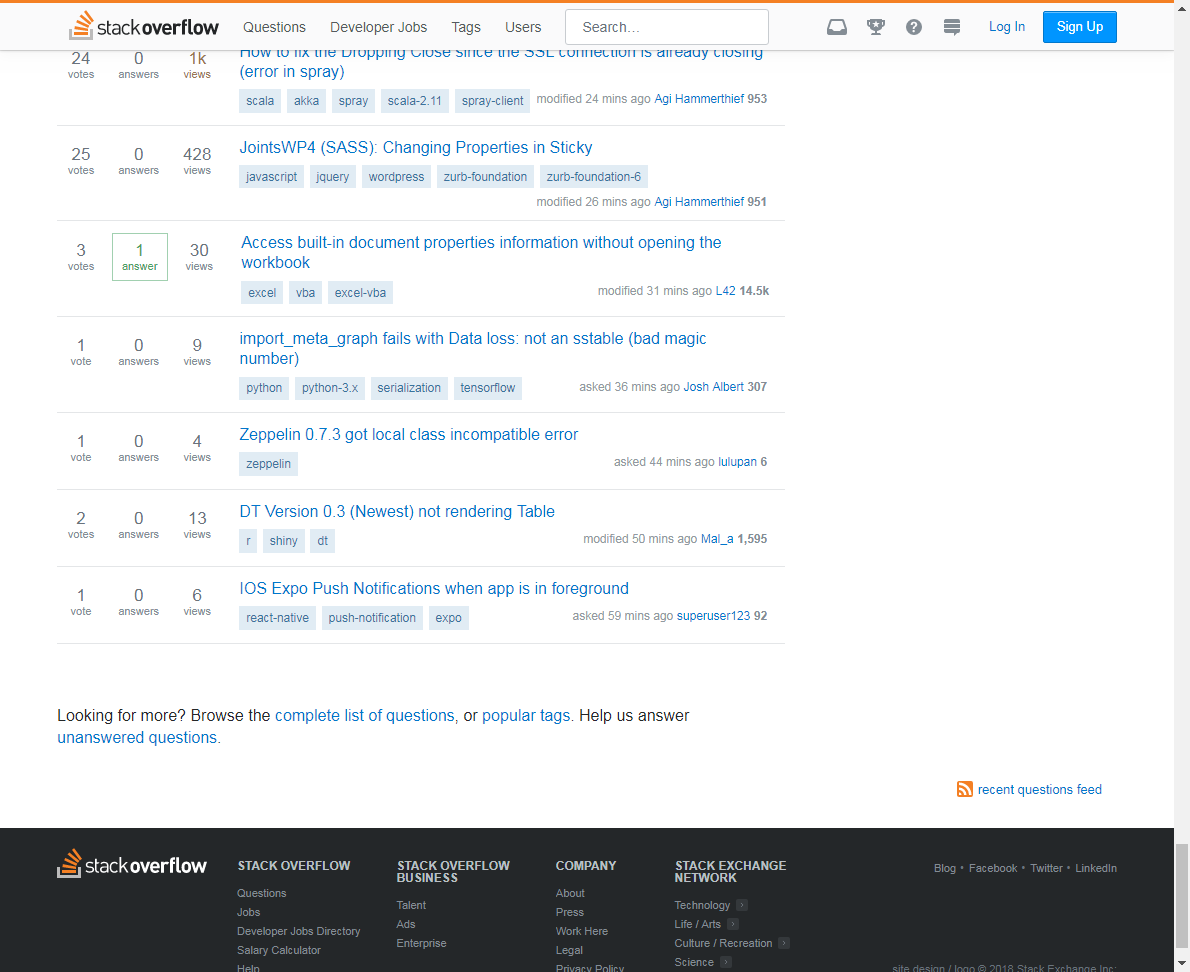 stackoverflow Questions Developer Jobs Tags Users Search... Log In Sign Up
24 votes 0 answers 1k views
How to fix the Dropping Close since the SSL connection is already closing
(error in spray)
scala akka spray scala-2.11 spray-client modified 24 mins ago Agi Hammerthief 953
25 votes 0 answers 428 views
JointsWP4 (SASS): Changing Properties in Sticky
javascript jquery wordpress zurb-foundation zurb-foundation-6
modified 26 mins ago Agi Hammerthief 951
3 votes 1 answer 30 views
Access built-in document properties information without opening the
workbook
excel vba excel-vba modified 31 mins ago L42 14.5k
1 vote 0 answers 9 views
import_meta_graph fails with Data loss: not an sstable (bad magic
number)
python python-3.x serialization tensorflow asked 36 mins ago Josh Albert 307
1 vote 0 answers 4 views
Zeppelin 0.7.3 got local class incompatible error
zeppelin asked 44 mins ago lulupan 6
2 votes 0 answers 13 views
DT Version 0.3 (Newest) not rendering Table
r shiny dt modified 50 mins ago Mal_a 1,595
1 vote 0 answers 6 views
IOS Expo Push Notifications when app is in foreground
react-native push-notification expo asked 59 mins ago superuser123 92
Looking for more? Browse the complete list of questions, or popular tags. Help us answer
unanswered questions.
recent questions feed
stackoverflow
STACK OVERFLOW
Questions
Jobs
Developer Jobs Directory
Salary Calculator
Help
STACK OVERFLOW
BUSINESS
Talent
Ads
Enterprise
COMPANY
About
Press
Work Here
Legal
Privacy Policy
STACK EXCHANGE
NETWORK
Technology
Life / Arts
Culture / Recreation
Science
Blog • Facebook • Twitter • LinkedIn
site design / logo © 2018 Stack Exchange Inc;